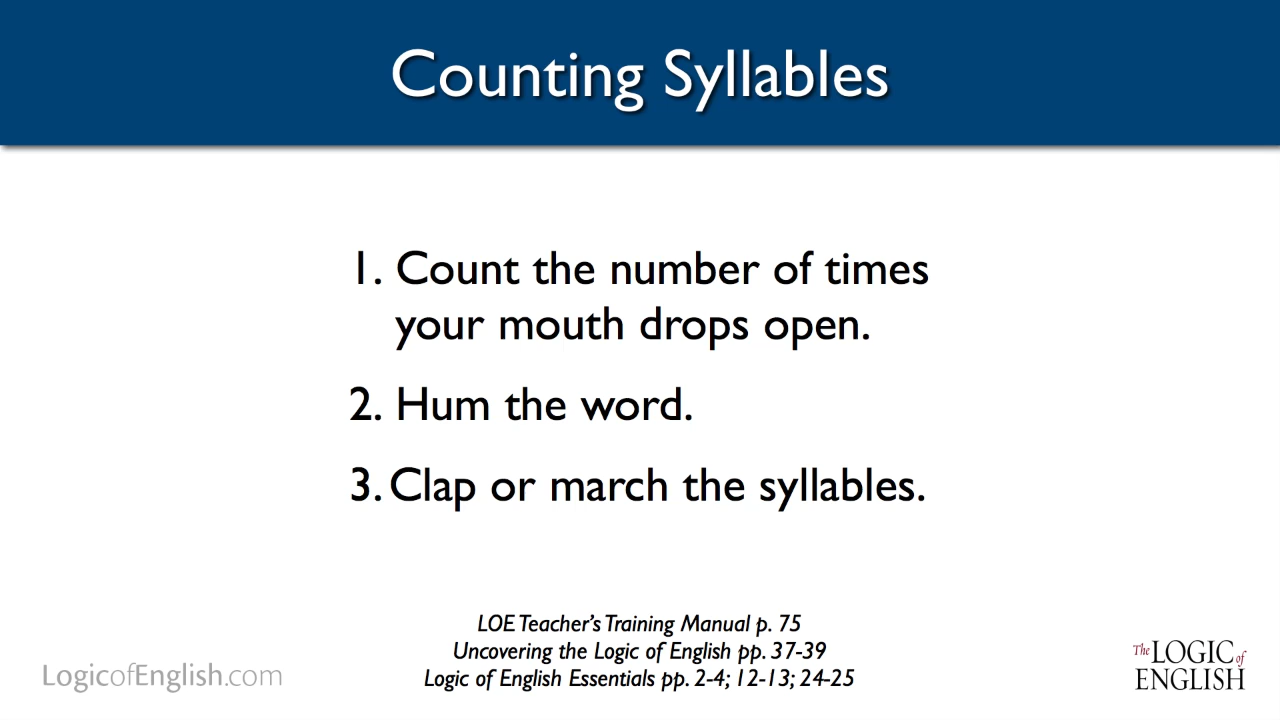 Counting Syllables
1. Count the number of times
your mouth drops open.
2. Hum the word.
3. Clap or march the syllables.
LOE Teacher's Training Manual p. 75
Uncovering the Logic of English pp. 37-39
Logic of English Essentials pp. 2-4; 12-13; 24-25
LogicofEnglish.com
The LOGIC of
ENGLISH